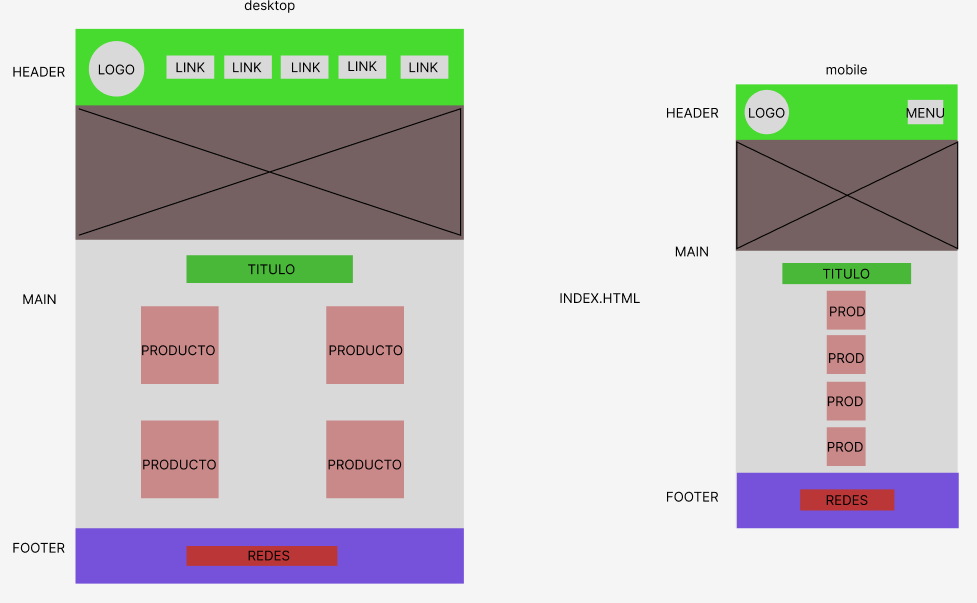 desktop
HEADER
LOGO
LINK
LINK
LINK
LINK
LINK
MAIN
TITULO
PRODUCTO
PRODUCTO
PRODUCTO
PRODUCTO
FOOTER
REDES
INDEX.HTML
mobile
HEADER
LOGO
MENU
MAIN
TITULO
PROD
PROD
PROD
PROD
FOOTER
REDES